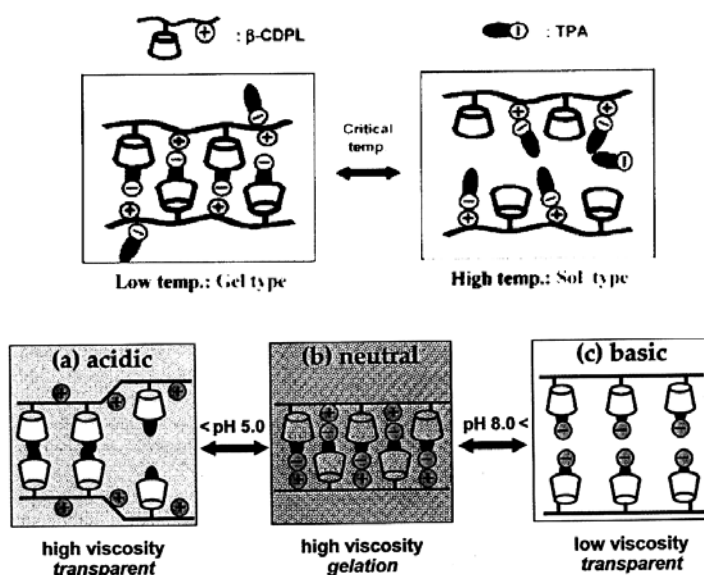 : β-CDPL
: TPA
Critical
temp
Low temp.: Gel type
High temp.: Sol type
(a) acidic
(b) neutral
(c) basic
< pH 5.0
pH 8.0 <
high viscosity
transparent
high viscosity
gelation
low viscosity
transparent